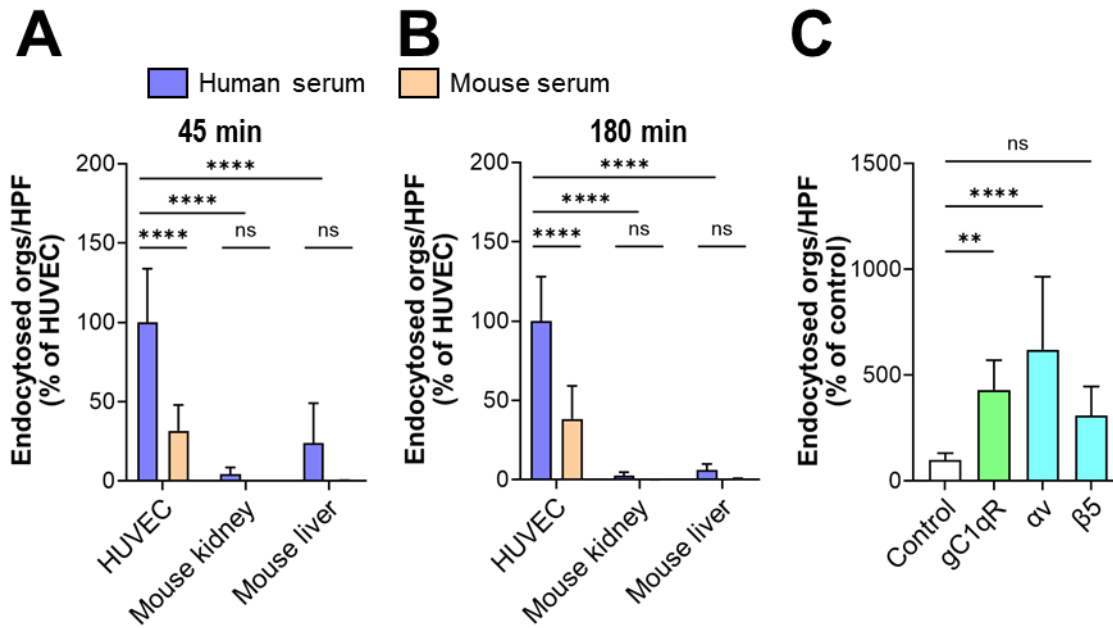 A
B
C
Human serum
Mouse serum
45 min
Endocytosed orgs/HPF
(% of HUVEC)
200
150
100
50
0
****
****
****
ns
ns
HUVEC
Mouse kidney
Mouse liver
180 min
Endocytosed orgs/HPF
(% of HUVEC)
200
150
100
50
0
****
****
****
ns
ns
HUVEC
Mouse kidney
Mouse liver
Endocytosed orgs/HPF
(% of control)
1500
1000
500
0
ns
****
**
Control
gC1qR
αv
β5